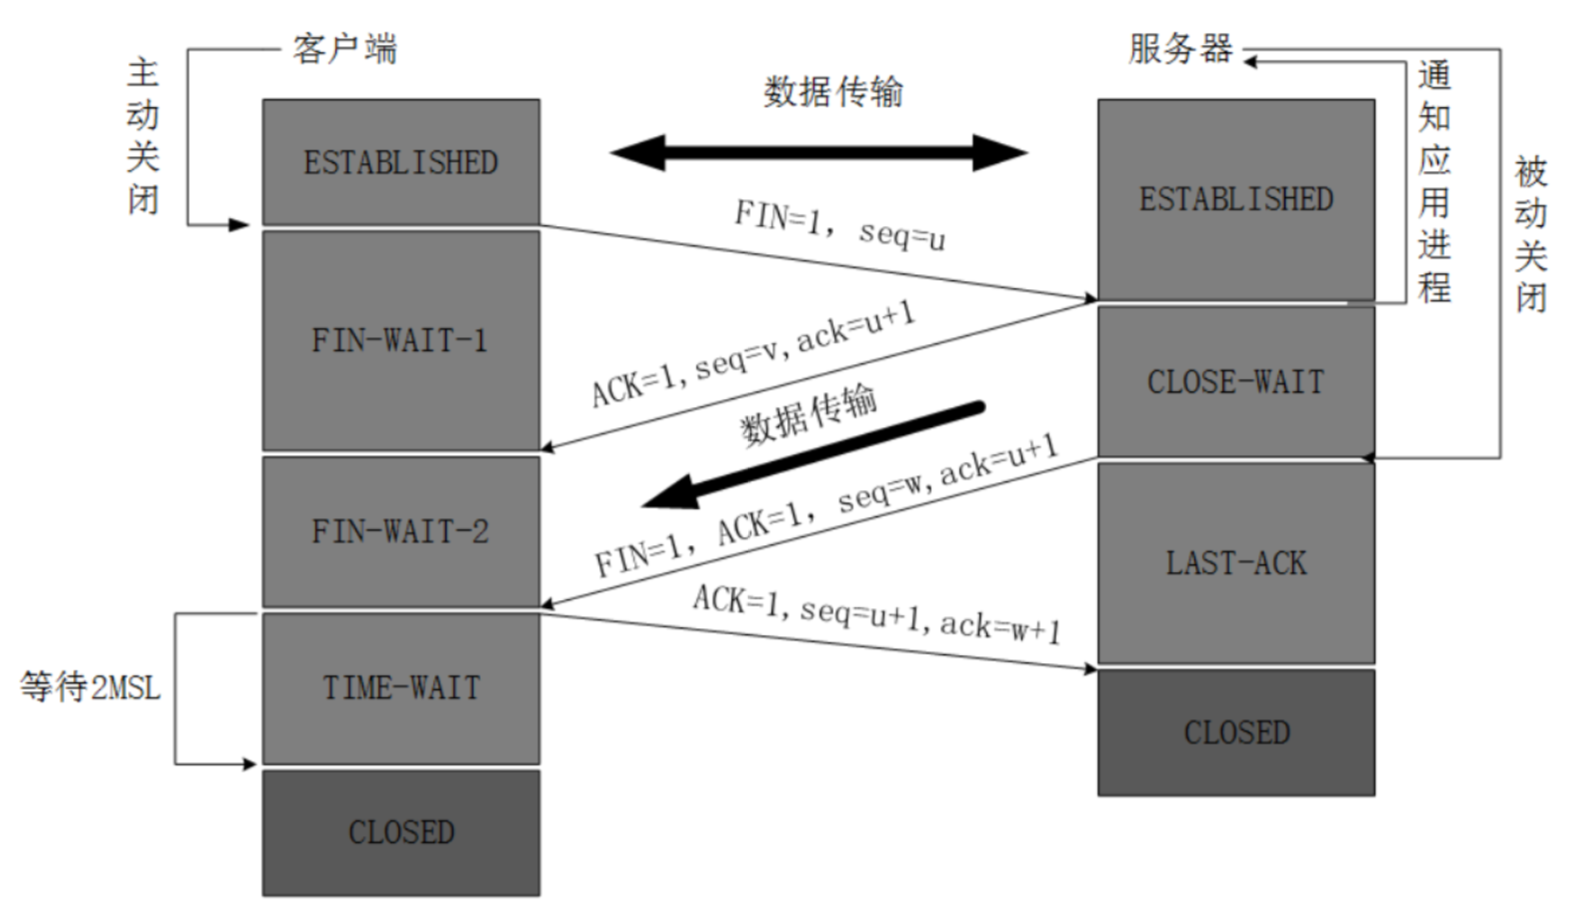 客户端
服务器
主动关闭
数据传输
通知应用进程
被动关闭
ESTABLISHED
ESTABLISHED
FIN=1, seq=u
FIN-WAIT-1
ACK=1,seq=v,ack=u+1
CLOSE-WAIT
数据传输
FIN-WAIT-2
FIN=1, ACK=1, seq=w,ack=u+1
LAST-ACK
ACK=1,seq=u+1,ack=w+1
等待2MSL
TIME-WAIT
CLOSED
CLOSED